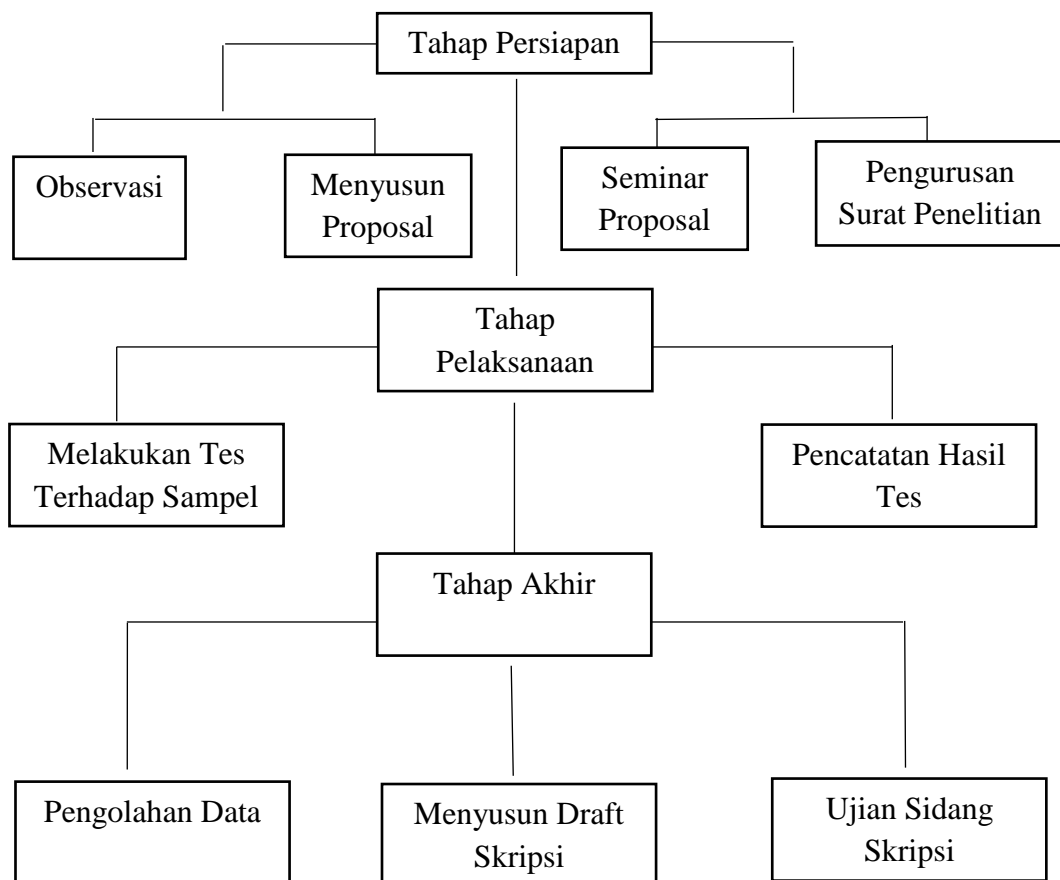 Tahap Persiapan
Observasi
Menyusun
Proposal
Seminar
Proposal
Pengurusan
Surat Penelitian
Tahap
Pelaksanaan
Melakukan Tes
Terhadap Sampel
Pencatatan Hasil
Tes
Tahap Akhir
Pengolahan Data
Menyusun Draft
Skripsi
Ujian Sidang
Skripsi